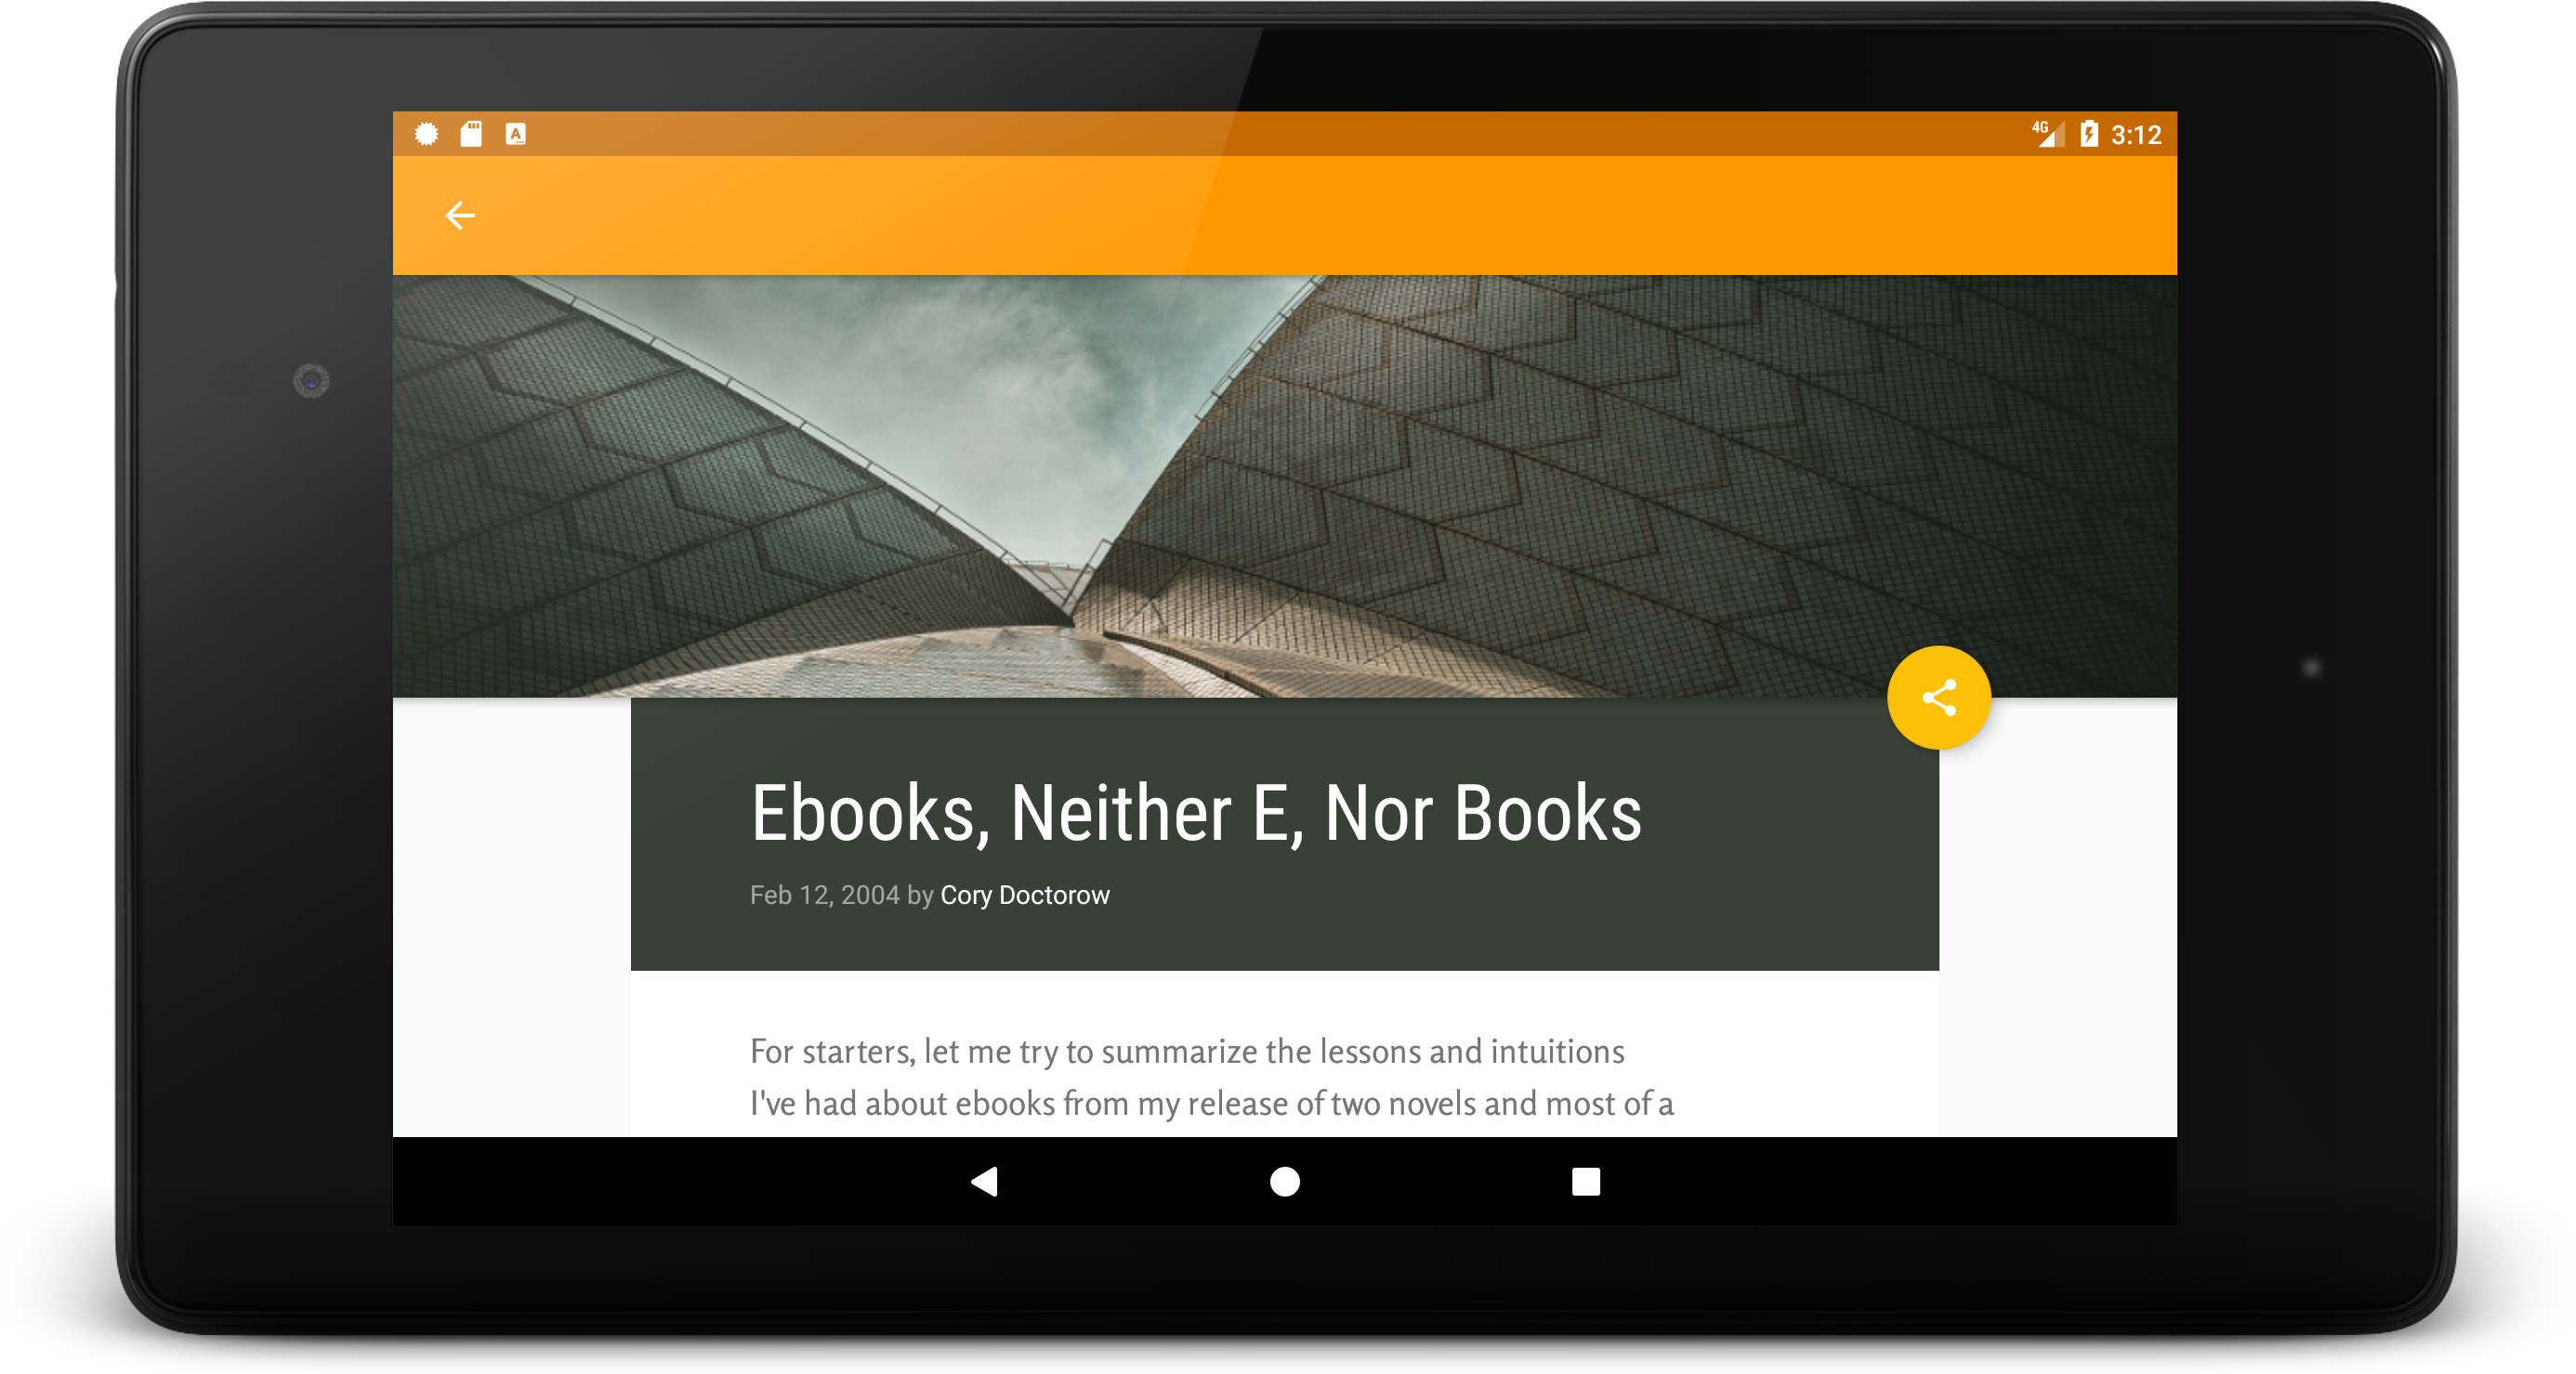 4G 3:12
Ebooks, Neither E, Nor Books
Feb 12, 2004 by Cory Doctorow
For starters, let me try to summarize the lessons and intuitions
I've had about ebooks from my release of two novels and most of a